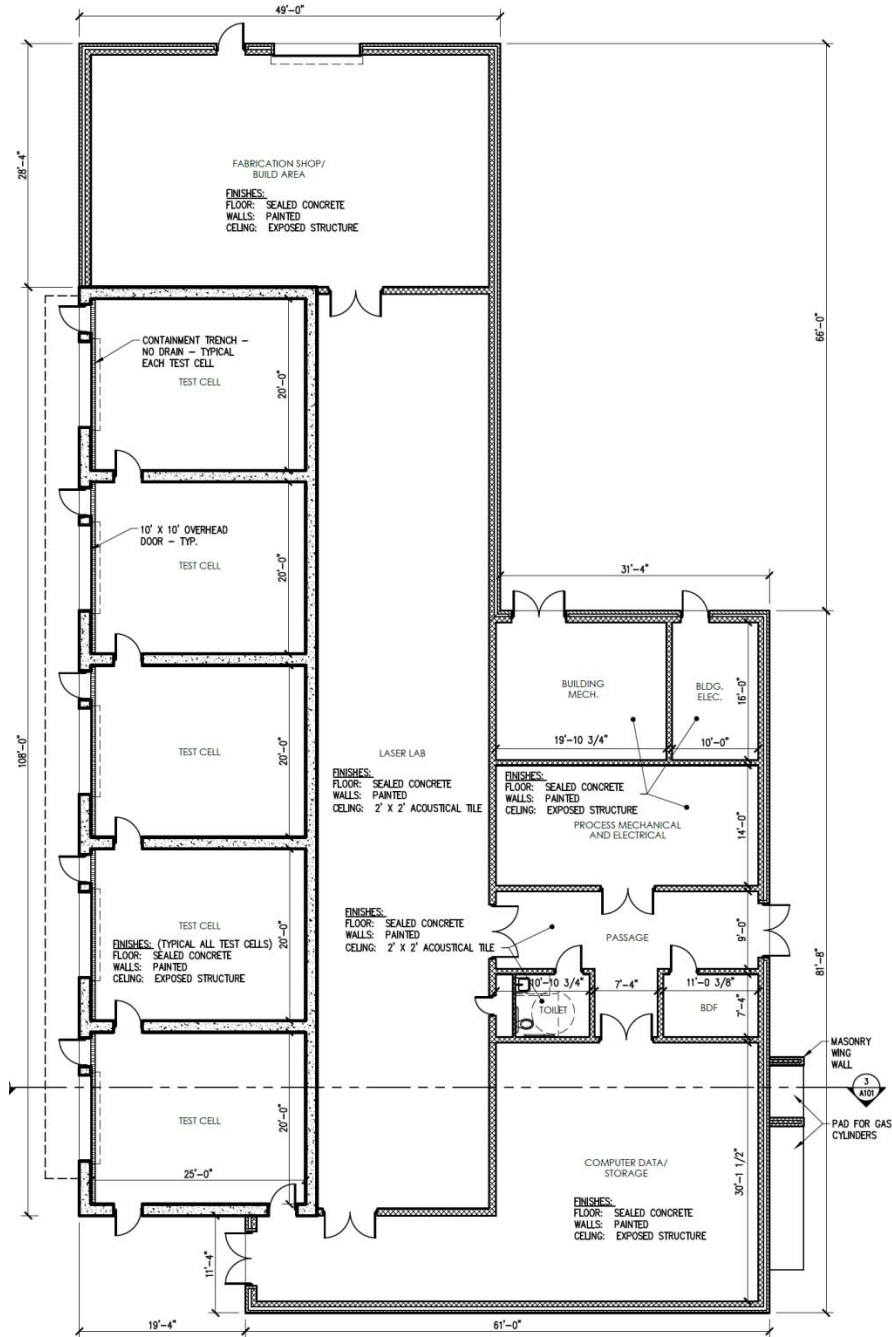 49'-0"
28'-4"
FABRICATION SHOP/
BUILD AREA
FINISHES:
FLOOR: SEALED CONCRETE
WALLS: PAINTED
CELING: EXPOSED STRUCTURE
66'-0"
CONTAINMENT TRENCH –
NO DRAIN – TYPICAL
EACH TEST CELL
TEST CELL
20'-0"
10' X 10' OVERHEAD
DOOR – TYP.
TEST CELL
20'-0"
31'-4"
108'-0"
TEST CELL
20'-0"
LASER LAB
FINISHES:
FLOOR: SEALED CONCRETE
WALLS: PAINTED
CELING: 2' X 2' ACOUSTICAL TILE
BUILDING
MECH.
19'-10 3/4"
BLDG.
ELEC.
16'-0"
10'-0"
FINISHES:
FLOOR: SEALED CONCRETE
WALLS: PAINTED
CELING: EXPOSED STRUCTURE
PROCESS MECHANICAL
AND ELECTRICAL
14'-0"
TEST CELL
FINISHES: (TYPICAL ALL TEST CELLS)
FLOOR: SEALED CONCRETE
WALLS: PAINTED
CELING: EXPOSED STRUCTURE
20'-0"
FINISHES:
FLOOR: SEALED CONCRETE
WALLS: PAINTED
CELING: 2' X 2' ACOUSTICAL TILE
PASSAGE
9'-0"
81'-8"
10'-10 3/4"
7'-4"
11'-0 3/8"
TOILET
BDF
7'-4"
MASONRY
WING
WALL
3
A101
PAD FOR GAS
CYLINDERS
TEST CELL
20'-0"
25'-0"
COMPUTER DATA/
STORAGE
30'-1 1/2"
FINISHES:
FLOOR: SEALED CONCRETE
WALLS: PAINTED
CELING: EXPOSED STRUCTURE
11'-4"
19'-4"
61'-0"